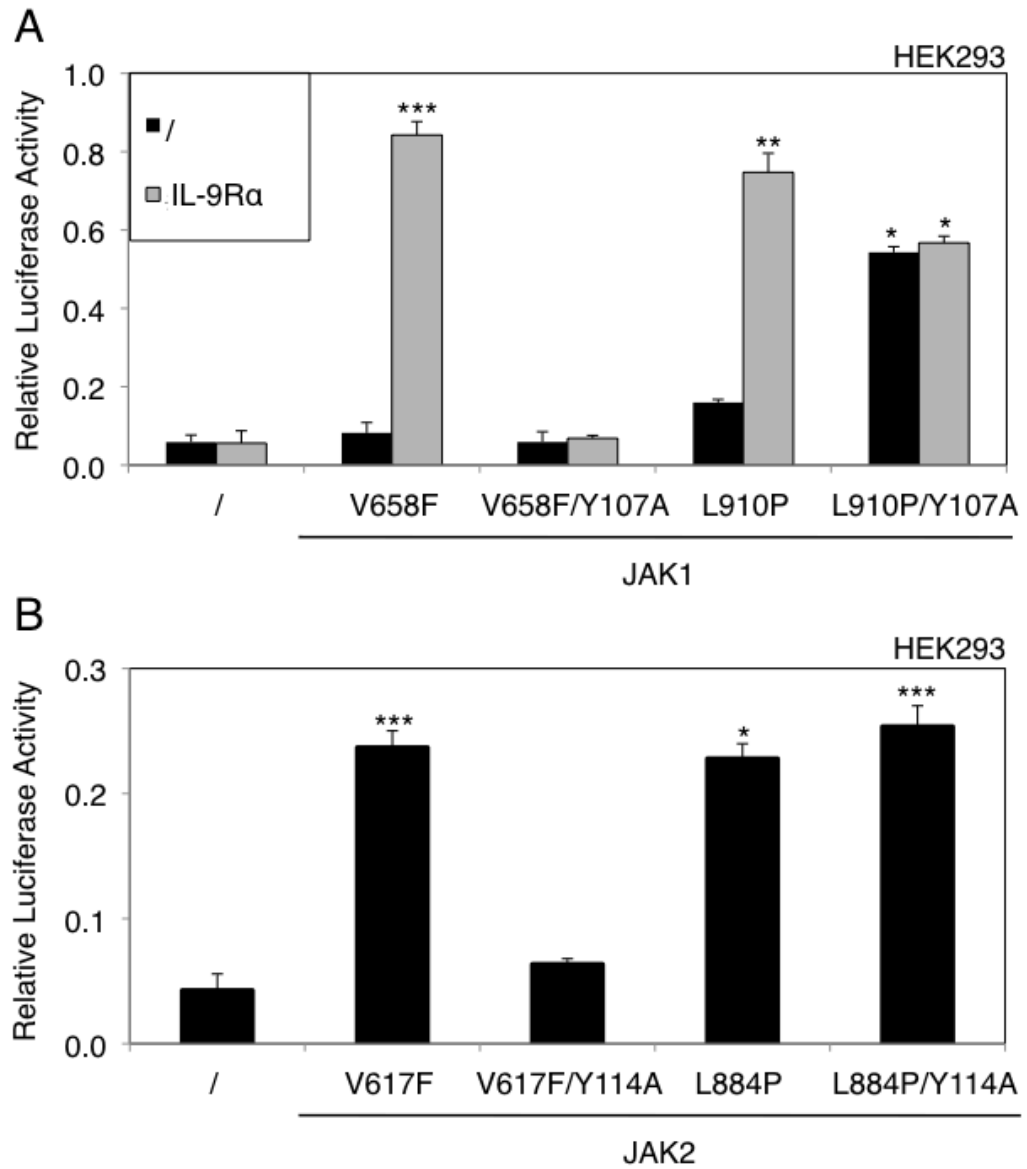 A
HEK293
Relative Luciferase Activity
1.0
0.8
0.6
0.4
0.2
0.0
/
IL-9Rα
***
**
*
*
/
V658F
V658F/Y107A
L910P
L910P/Y107A
JAK1
B
HEK293
Relative Luciferase Activity
0.3
0.2
0.1
0.0
***
*
***
/
V617F
V617F/Y114A
L884P
L884P/Y114A
JAK2